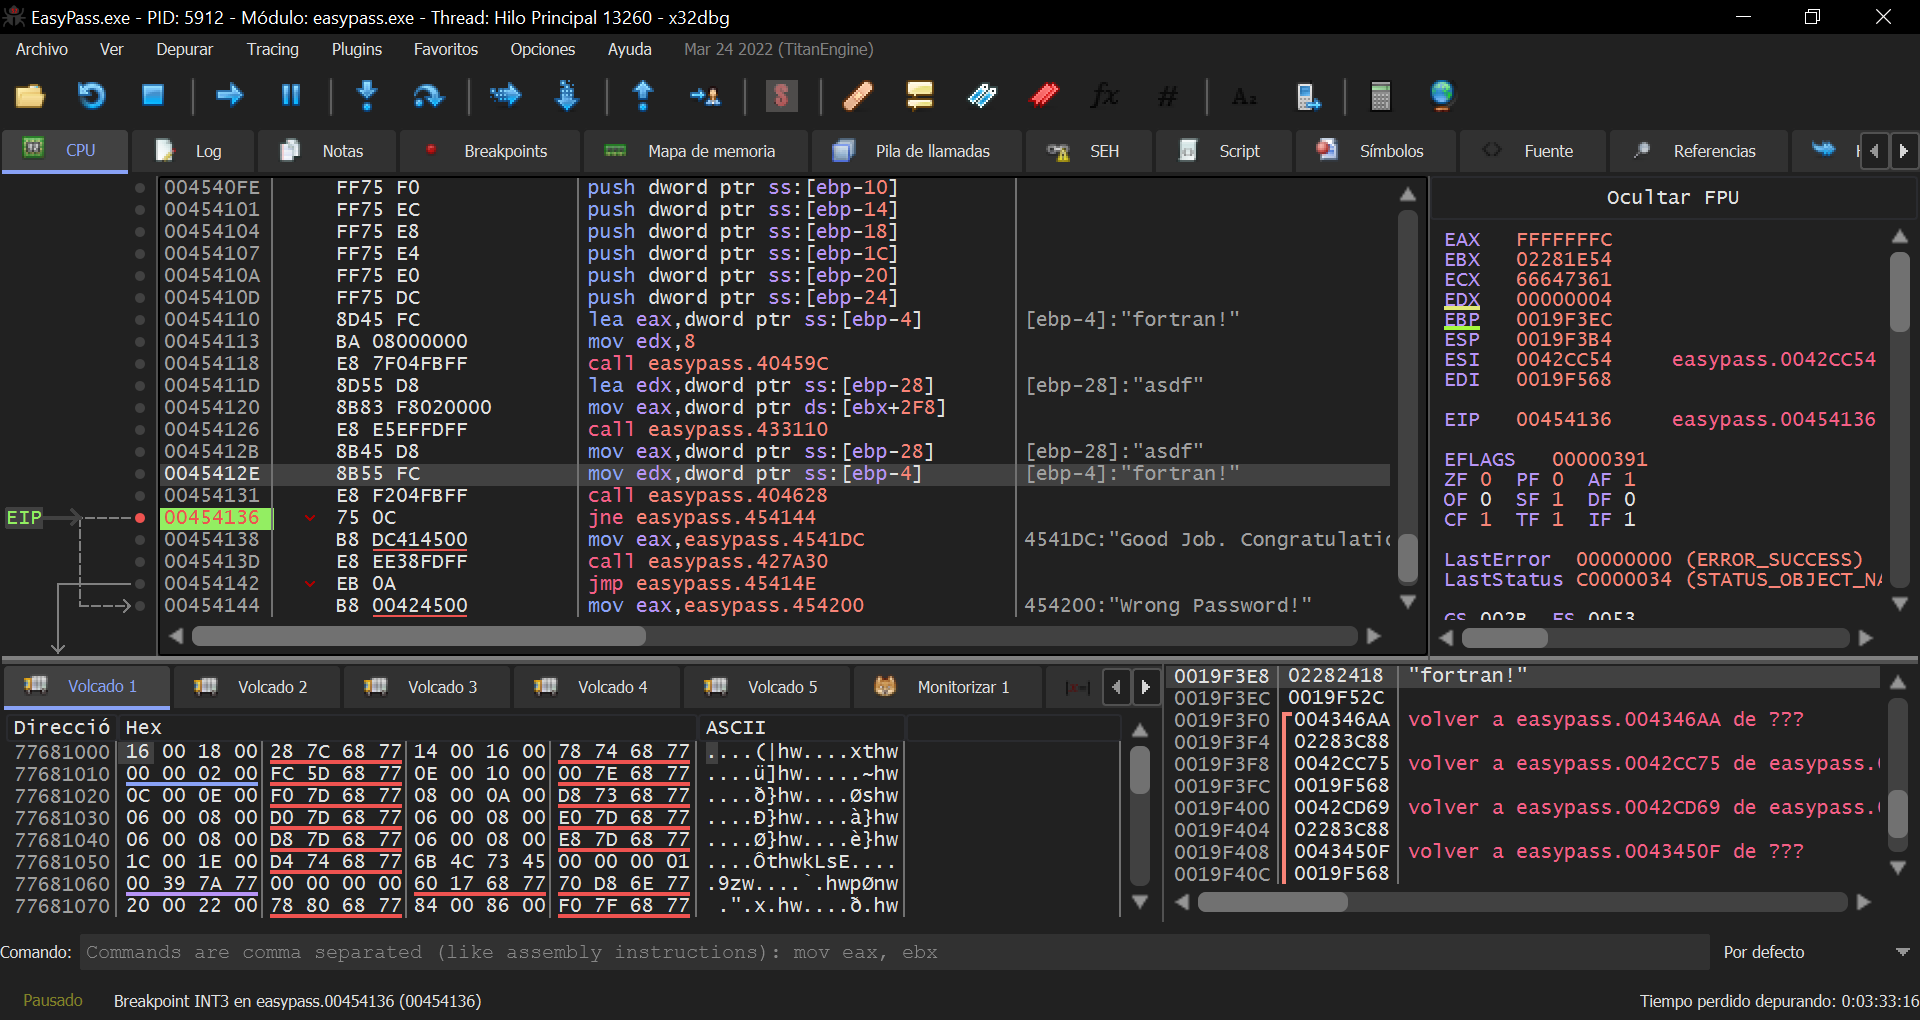 EasyPass.exe - PID: 5912 - Módulo: easypass.exe - Thread: Hilo Principal 13260 - x32dbg
Archivo Ver Depurar Tracing Plugins Favoritos Opciones Ayuda Mar 24 2022 (TitanEngine)
CPU Log Notas Breakpoints Mapa de memoria Pila de llamadas SEH Script Símbolos Fuente Referencias
004540FE FF75 F0 push dword ptr ss:[ebp-10]
00454101 FF75 EC push dword ptr ss:[ebp-14]
00454104 FF75 E8 push dword ptr ss:[ebp-18]
00454107 FF75 E4 push dword ptr ss:[ebp-1C]
0045410A FF75 E0 push dword ptr ss:[ebp-20]
0045410D FF75 DC push dword ptr ss:[ebp-24]
00454110 8D45 FC lea eax,dword ptr ss:[ebp-4] [ebp-4]:"fortran!"
00454113 BA 08000000 mov edx,8
00454118 E8 7F04FBFF call easypass.40459C
0045411D 8D55 D8 lea edx,dword ptr ss:[ebp-28] [ebp-28]:"asdf"
00454120 8B83 F8020000 mov eax,dword ptr ds:[ebx+2F8]
00454126 E8 E5EFFDFF call easypass.433110
0045412B 8B45 D8 mov eax,dword ptr ss:[ebp-28] [ebp-28]:"asdf"
0045412E 8B55 FC mov edx,dword ptr ss:[ebp-4] [ebp-4]:"fortran!"
00454131 E8 F204FBFF call easypass.404628
EIP 00454136 75 0C jne easypass.454144
00454138 B8 DC414500 mov eax,easypass.4541DC 4541DC:"Good Job. Congratulatic
0045413D E8 EE38FDFF call easypass.427A30
00454142 EB 0A jmp easypass.45414E
00454144 B8 00424500 mov eax,easypass.454200 454200:"Wrong Password!"
Ocultar FPU
EAX FFFFFFFC
EBX 02281E54
ECX 66647361
EDX 00000004
EBP 0019F3EC
ESP 0019F3B4
ESI 0042CC54 easypass.0042CC54
EDI 0019F568
EIP 00454136 easypass.00454136
EFLAGS 00000391
ZF 0 PF 0 AF 1
OF 0 SF 1 DF 0
CF 1 TF 1 IF 1
LastError 00000000 (ERROR_SUCCESS)
LastStatus C0000034 (STATUS_OBJECT_NA
GS 002B FS 0053
Volcado 1 Volcado 2 Volcado 3 Volcado 4 Volcado 5 Monitorizar 1 [x=]
Direcció Hex ASCII
77681000 16 00 18 00 28 7C 68 77 14 00 16 00 78 74 68 77 ....(|hw....xthw
77681010 00 00 02 00 FC 5D 68 77 0E 00 10 00 00 7E 68 77 ....ü]hw.....~hw
77681020 0C 00 0E 00 F0 7D 68 77 08 00 0A 00 D8 73 68 77 ....ð}hw....Øshw
77681030 06 00 08 00 D0 7D 68 77 06 00 08 00 E0 7D 68 77 ....Ð}hw....à}hw
77681040 06 00 08 00 D8 7D 68 77 06 00 08 00 E8 7D 68 77 ....Ø}hw....è}hw
77681050 1C 00 1E 00 D4 74 68 77 6B 4C 73 45 00 00 00 01 ....ÔthwkLsE....
77681060 00 39 7A 77 00 00 00 00 60 17 68 77 70 D8 6E 77 .9zw....`.hwpØnw
77681070 20 00 22 00 78 80 68 77 84 00 86 00 F0 7F 68 77 .".x.hw....ð.hw
0019F3E8 02282418 "fortran!"
0019F3EC 0019F52C
0019F3F0 004346AA volver a easypass.004346AA de ???
0019F3F4 02283C88
0019F3F8 0042CC75 volver a easypass.0042CC75 de easypass.
0019F3FC 0019F568
0019F400 0042CD69 volver a easypass.0042CD69 de easypass.
0019F404 02283C88
0019F408 0043450F volver a easypass.0043450F de ???
0019F40C 0019F568
Comando: Commands are comma separated (like assembly instructions): mov eax, ebx Por defecto
Pausado Breakpoint INT3 en easypass.00454136 (00454136) Tiempo perdido depurando: 0:03:33:16